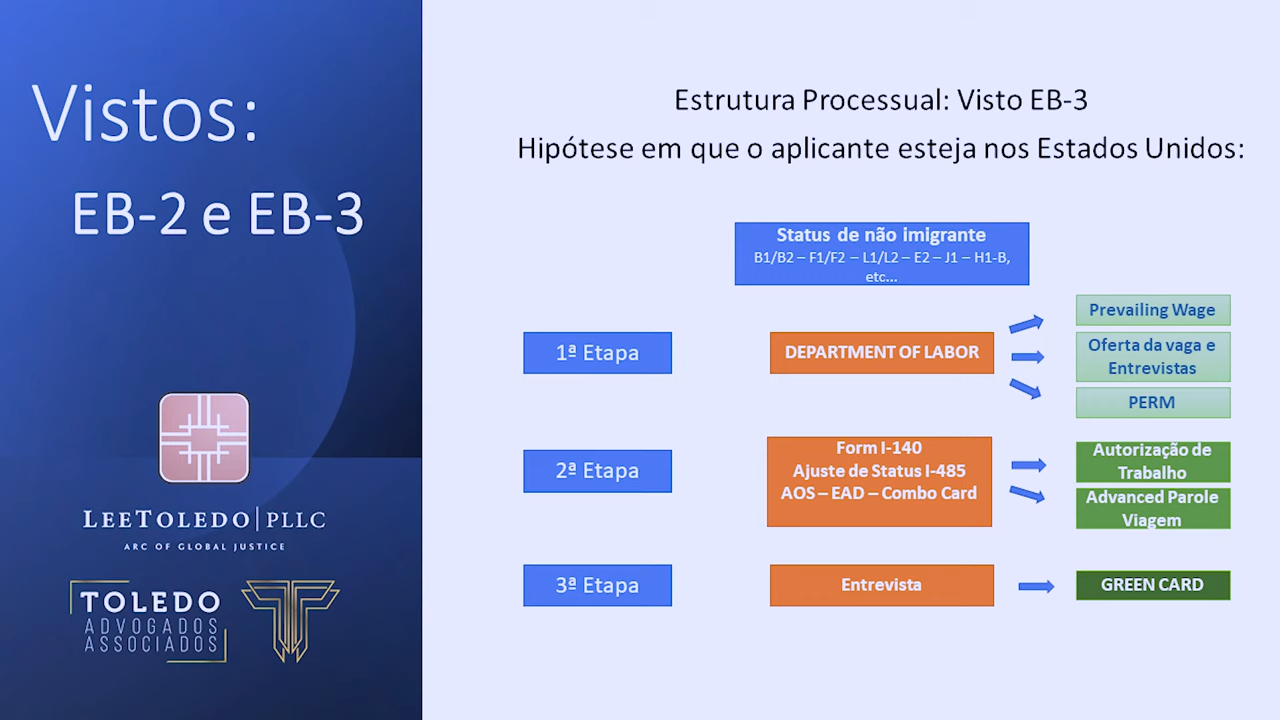 Vistos:
EB-2 e EB-3
LEETOLEDO|PLLC
ARC OF GLOBAL JUSTICE
TOLEDO
ADVOGADOS
ASSOCIADOS
Estrutura Processual: Visto EB-3
Hipótese em que o aplicante esteja nos Estados Unidos:
Status de não imigrante
B1/B2 – F1/F2 – L1/L2 – E2 – J1 – H1-B,
etc...
1ª Etapa
DEPARTMENT OF LABOR
Prevailing Wage
Oferta da vaga e
Entrevistas
PERM
2ª Etapa
Form I-140
Ajuste de Status I-485
AOS – EAD – Combo Card
Autorização de
Trabalho
Advanced Parole
Viagem
3ª Etapa
Entrevista
GREEN CARD